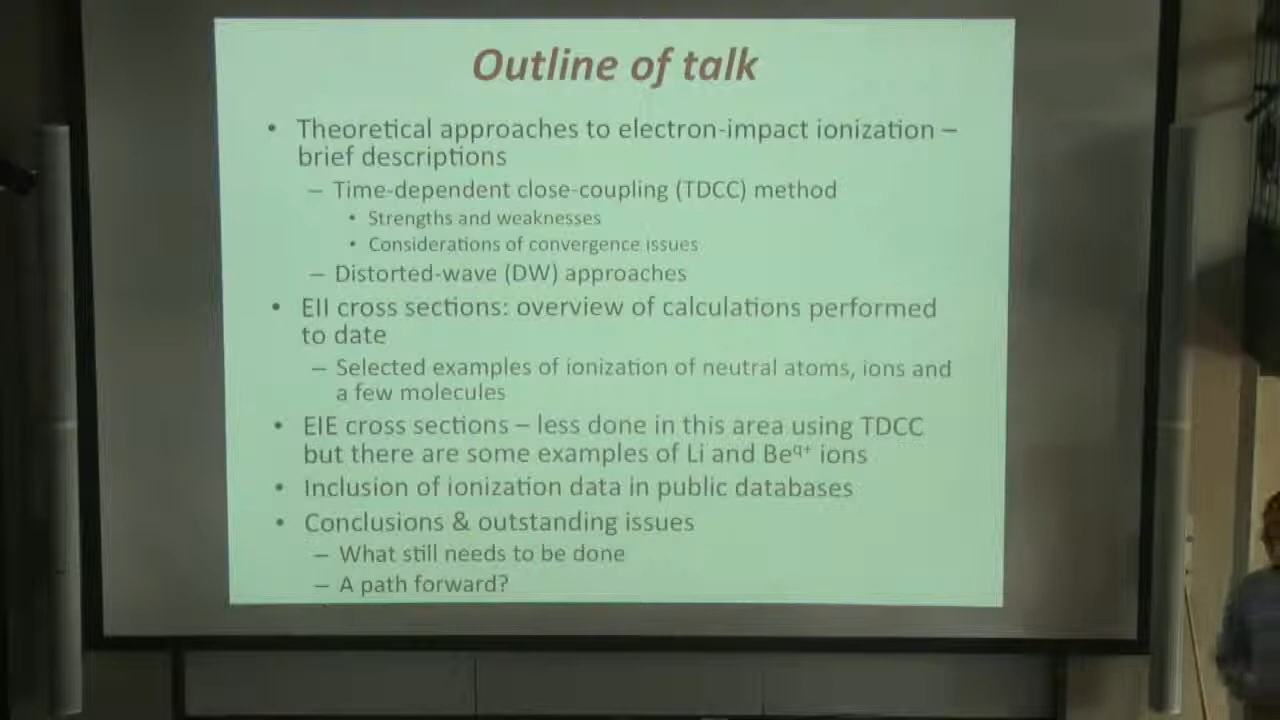 Outline of talk
• Theoretical approaches to electron-impact ionization –
brief descriptions
– Time-dependent close-coupling (TDCC) method
• Strengths and weaknesses
• Considerations of convergence issues
– Distorted-wave (DW) approaches
• EII cross sections: overview of calculations performed
to date
– Selected examples of ionization of neutral atoms, ions and
a few molecules
• EIE cross sections – less done in this area using TDCC
but there are some examples of Li and Beq+ ions
• Inclusion of ionization data in public databases
• Conclusions & outstanding issues
– What still needs to be done
– A path forward?